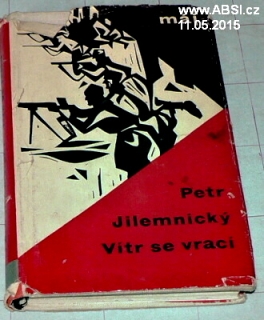 www.ABSI.cz
11.05.2015
Petr
Jilemnický
Vítr se vrací